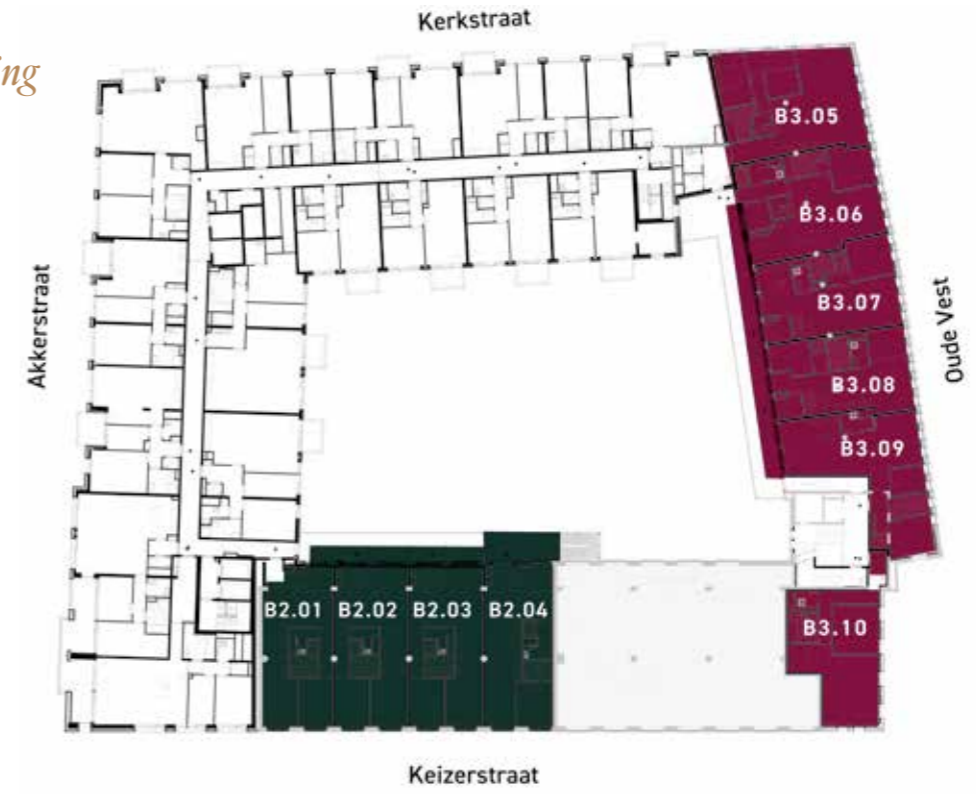 Kerkstraat
ing
B3.05
B3.06
Akkerstraat
Oude Vest
B3.07
B3.08
B3.09
B2.01 B2.02 B2.03 B2.04
B3.10
Keizerstraat